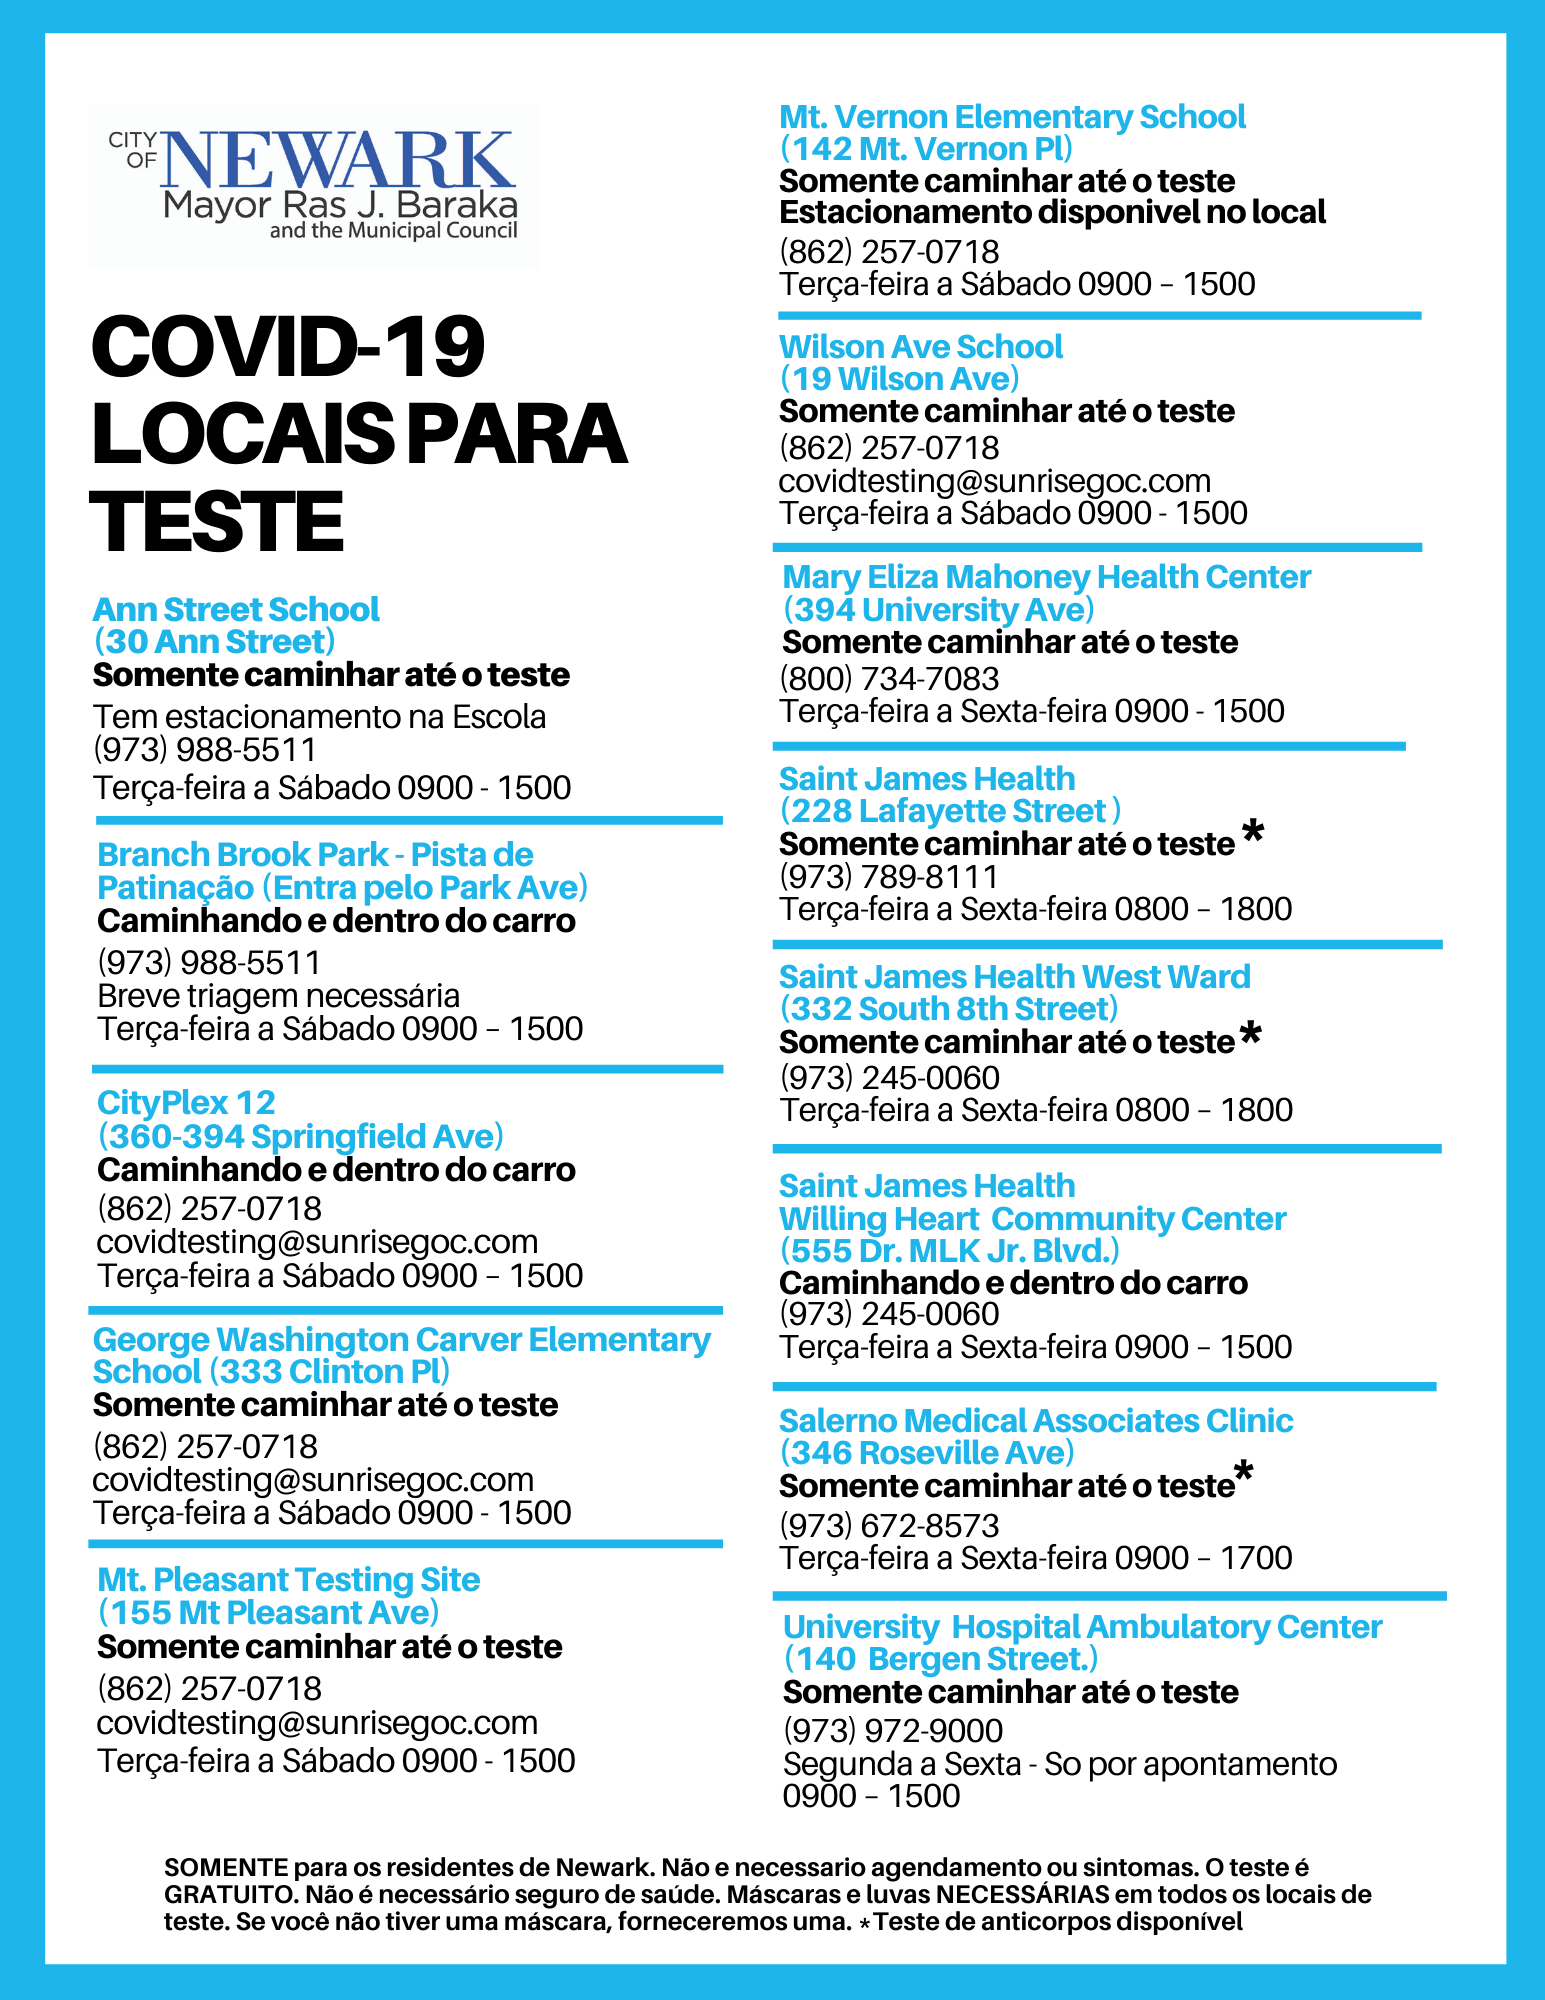 CITY
OF NEWARK
Mayor Ras J. Baraka
and the Municipal Council
COVID-19
LOCAIS PARA
TESTE
Ann Street School
(30 Ann Street)
Somente caminhar até o teste
Tem estacionamento na Escola
(973) 988-5511
Terça-feira a Sábado 0900 - 1500
Branch Brook Park - Pista de
Patinação (Entra pelo Park Ave)
Caminhando e dentro do carro
(973) 988-5511
Breve triagem necessária
Terça-feira a Sábado 0900 – 1500
CityPlex 12
(360-394 Springfield Ave)
Caminhando e dentro do carro
(862) 257-0718
covidtesting@sunrisegoc.com
Terça-feira a Sábado 0900 – 1500
George Washington Carver Elementary
School (333 Clinton Pl)
Somente caminhar até o teste
(862) 257-0718
covidtesting@sunrisegoc.com
Terça-feira a Sábado 0900 - 1500
Mt. Pleasant Testing Site
(155 Mt Pleasant Ave)
Somente caminhar até o teste
(862) 257-0718
covidtesting@sunrisegoc.com
Terça-feira a Sábado 0900 - 1500
Mt. Vernon Elementary School
(142 Mt. Vernon Pl)
Somente caminhar até o teste
Estacionamento disponivel no local
(862) 257-0718
Terça-feira a Sábado 0900 – 1500
Wilson Ave School
(19 Wilson Ave)
Somente caminhar até o teste
(862) 257-0718
covidtesting@sunrisegoc.com
Terça-feira a Sábado 0900 - 1500
Mary Eliza Mahoney Health Center
(394 University Ave)
Somente caminhar até o teste
(800) 734-7083
Terça-feira a Sexta-feira 0900 - 1500
Saint James Health
(228 Lafayette Street )
Somente caminhar até o teste *
(973) 789-8111
Terça-feira a Sexta-feira 0800 – 1800
Saint James Health West Ward
(332 South 8th Street)
Somente caminhar até o teste *
(973) 245-0060
Terça-feira a Sexta-feira 0800 – 1800
Saint James Health
Willing Heart Community Center
(555 Dr. MLK Jr. Blvd.)
Caminhando e dentro do carro
(973) 245-0060
Terça-feira a Sexta-feira 0900 – 1500
Salerno Medical Associates Clinic
(346 Roseville Ave)
Somente caminhar até o teste*
(973) 672-8573
Terça-feira a Sexta-feira 0900 – 1700
University Hospital Ambulatory Center
(140 Bergen Street.)
Somente caminhar até o teste
(973) 972-9000
Segunda a Sexta - So por apontamento
0900 – 1500
SOMENTE para os residentes de Newark. Não e necessario agendamento ou sintomas. O teste é
GRATUITO. Não é necessário seguro de saúde. Máscaras e luvas NECESSÁRIAS em todos os locais de
teste. Se você não tiver uma máscara, forneceremos uma. *Teste de anticorpos disponível